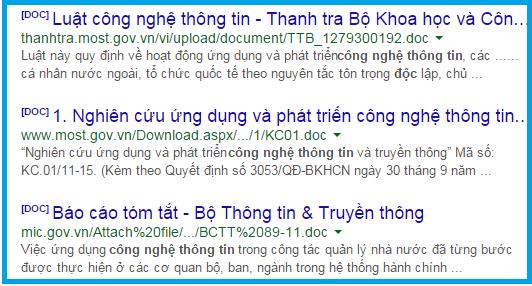 [DOC] Luật công nghệ thông tin - Thanh tra Bộ Khoa học và Côn...
thanhtra.most.gov.vn/vi/upload/document/TTB_1279300192.doc
Luật này quy định về hoạt động ứng dụng và phát triểncông nghệ thông tin, các ......
cá nhân nước ngoài, tổ chức quốc tế theo nguyên tắc tôn trọng độc lập, chủ ...
[DOC] 1. Nghiên cứu ứng dụng và phát triển công nghệ thông tin...
www.most.gov.vn/Download.aspx/.../1/KC01.doc
“Nghiên cứu ứng dụng và phát triểncông nghệ thông tin và truyền thông” Mã số:
KC.01/11-15. (Kèm theo Quyết định số 3053/QĐ-BKHCN ngày 30 tháng 9 năm ...
[DOC] Báo cáo tóm tắt - Bộ Thông tin & Truyền thông
mic.gov.vn/Attach%20file/.../BCTT%2089-11.doc
Việc ứng dụng công nghệ thông tin trong công tác quản lý nhà nước đã từng bước
được thực hiện ở các cơ quan bộ, ban, ngành trong hệ thống hành chính ...